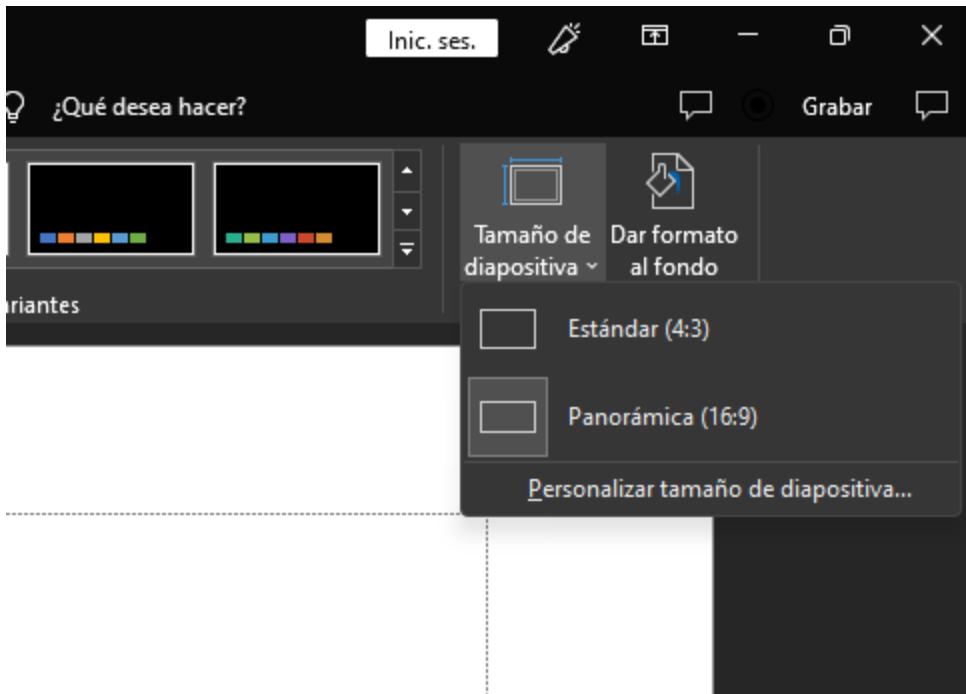 Inic. ses.
¿Qué desea hacer?
Grabar
Tamaño de
diapositiva
Dar formato
al fondo
riantes
Estándar (4:3)
Panorámica (16:9)
Personalizar tamaño de diapositiva...